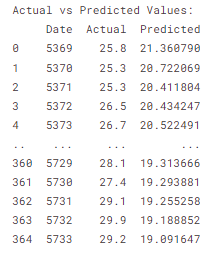 Actual vs Predicted Values:
Date Actual Predicted
0 5369 25.8 21.360790
1 5370 25.3 20.722069
2 5371 25.3 20.411804
3 5372 26.5 20.434247
4 5373 26.7 20.522491
.. ... ... ...
360 5729 28.1 19.313666
361 5730 27.4 19.293881
362 5731 29.1 19.255258
363 5732 29.9 19.188852
364 5733 29.2 19.091647